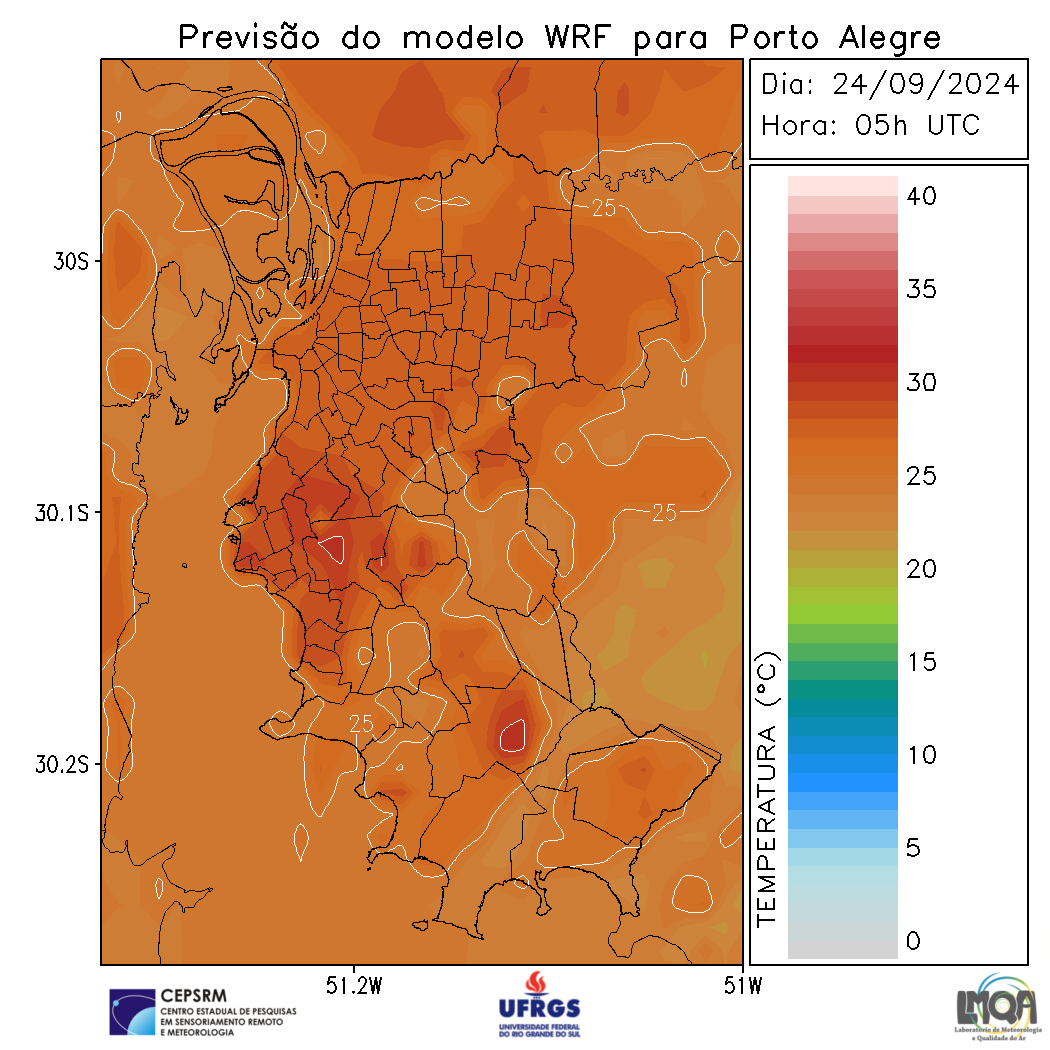 Previsão do modelo WRF para Porto Alegre
Dia: 24/09/2024
Hora: 05h UTC
40
35
30
25
20
15
10
5
0
TEMPERATURA (°C)
30S
30.1S
30.2S
51.2W
51W
25
25
25
CEPSRM
CENTRO ESTADUAL DE PESQUISAS
EM SENSORIAMENTO REMOTO
E METEOROLOGIA
UFRGS
UNIVERSIDADE FEDERAL
DO RIO GRANDE DO SUL
LMQA
Laboratório de Meteorologia
e Qualidade do Ar